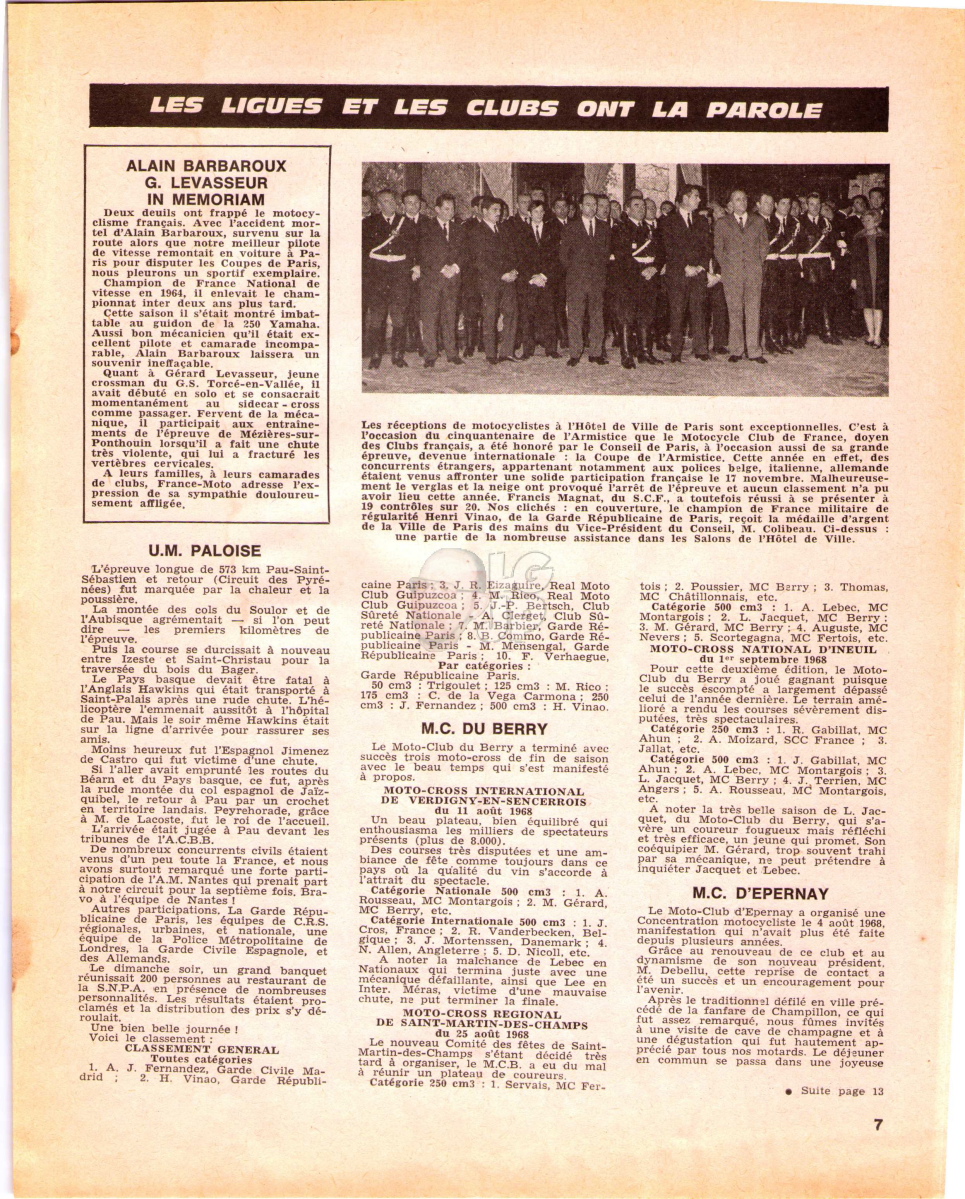 LES LIGUES ET LES CLUBS ONT LA PAROLE
ALAIN BARBAROUX
G. LEVASSEUR
IN MEMORIAM
Deux deuils ont frappé le motocy-
clisme français. Avec l'accident mor-
tel d'Alain Barbaroux, survenu sur la
route alors que notre meilleur pilote
de vitesse remontait en voiture à Pa-
ris pour disputer les Coupes de Paris,
nous pleurons un sportif exemplaire.
Champion de France National de
vitesse en 1964, il enlevait le cham-
pionnat inter deux ans plus tard.
Cette saison il s'était montré imbat-
table au guidon de la 250 Yamaha.
Aussi bon mécanicien qu'il était ex-
cellent pilote et camarade incompa-
rable, Alain Barbaroux laissera un
souvenir ineffaçable.
Quant à Gérard Levasseur, jeune
crossman du G.S. Torcé-en-Vallée, il
avait débuté en solo et se consacrait
momentanément au sidecar-cross
comme passager. Fervent de la méca-
nique, il participait aux entraîne-
ments de l'épreuve de Mézières-sur-
Ponthouin lorsqu'il a fait une chute
très violente, qui lui a fracturé les
vertèbres cervicales.
A leurs familles, à leurs camarades
de clubs, France-Moto adresse l'ex-
pression de sa sympathie douloureu-
sement affligée.
Les réceptions de motocyclistes à l'Hôtel de Ville de Paris sont exceptionnelles. C'est à
l'occasion du cinquantenaire de l'Armistice que le Motocycle Club de France, doyen
des Clubs français, a été honoré par le Conseil de Paris, à l'occasion aussi de sa grande
épreuve, devenue internationale : la Coupe de l'Armistice. Cette année en effet, des
concurrents étrangers, appartenant notamment aux polices belge, italienne, allemande
étaient venus affronter une solide participation française le 17 novembre. Malheureuse-
ment le verglas et la neige ont provoqué l'arrêt de l'épreuve et aucun classement n'a pu
avoir lieu cette année. Francis Magnat, du S.C.F., a toutefois réussi à se présenter à
19 contrôles sur 20. Nos clichés : en couverture, le champion de France militaire de
régularité Henri Vinao, de la Garde Républicaine de Paris, reçoit la médaille d'argent
de la Ville de Paris des mains du Vice-Président du Conseil, M. Colibeau. Ci-dessus :
une partie de la nombreuse assistance dans les Salons de l'Hôtel de Ville.
U.M. PALOISE
L'épreuve longue de 573 km Pau-Saint-
Sébastien et retour (Circuit des Pyré-
nées) fut marquée par la chaleur et la
poussière.
La montée des cols du Soulor et de
l'Aubisque agrémentait — si l'on peut
dire — les premiers kilomètres de
l'épreuve.
Puis la course se durcissait à nouveau
entre Izeste et Saint-Christau pour la
traversée du bois du Bager.
Le Pays basque devait être fatal à
l'Anglais Hawkins qui était transporté à
Saint-Palais après une rude chute. L'hé-
licoptère l'emmenait aussitôt à l'hôpital
de Pau. Mais le soir même Hawkins était
sur la ligne d'arrivée pour rassurer ses
amis.
Moins heureux fut l'Espagnol Jimenez
de Castro qui fut victime d'une chute.
Si l'aller avait emprunté les routes du
Béarn et du Pays basque, ce fut, après
la rude montée du col espagnol de Jaïz-
quibel, le retour à Pau par un crochet
en territoire landais. Peyrehorade, grâce
à M. de Lacoste, fut le roi de l'accueil.
L'arrivée était jugée à Pau devant les
tribunes de l'A.C.B.B.
De nombreux concurrents civils étaient
venus d'un peu toute la France, et nous
avons surtout remarqué une forte parti-
cipation de l'A.M. Nantes qui prenait part
à notre circuit pour la septième fois. Bra-
vo à l'équipe de Nantes !
Autres participations. La Garde Répu-
blicaine de Paris, les équipes de C.R.S.
régionales, urbaines, et nationale, une
équipe de la Police Métropolitaine de
Londres, la Garde Civile Espagnole, et
des Allemands.
Le dimanche soir, un grand banquet
réunissait 200 personnes au restaurant de
la S.N.P.A. en présence de nombreuses
personnalités. Les résultats étaient pro-
clamés et la distribution des prix s'y dé-
roulait.
Une bien belle journée !
Voici le classement :
CLASSEMENT GENERAL
Toutes catégories
1. A. J. Fernandez, Garde Civile Ma-
drid ; 2. H. Vinao, Garde Républi-
caine Paris ; 3. J. R. Eizaguire, Real Moto
Club Guipuzcoa ; 4. M. Rico, Real Moto
Club Guipuzcoa ; 5. J.-P. Bertsch, Club
Sûreté Nationale - A. Clerget, Club Sû-
reté Nationale ; 7. M. Barbier, Garde Ré-
publicaine Paris ; 8. B. Commo, Garde Ré-
publicaine Paris - M. Mensengal, Garde
Républicaine Paris ; 10. F. Verhaegue,
Par catégories :
Garde Républicaine Paris.
50 cm3 : Trigoulet ; 125 cm3 : M. Rico ;
175 cm3 : C. de la Vega Carmona ; 250
cm3 : J. Fernandez ; 500 cm3 : H. Vinao.
M.C. DU BERRY
Le Moto-Club du Berry a terminé avec
succès trois moto-cross de fin de saison
avec le beau temps qui s'est manifesté
à propos.
MOTO-CROSS INTERNATIONAL
DE VERDIGNY-EN-SENCERROIS
du 11 août 1968
Un beau plateau, bien équilibré qui
enthousiasma les milliers de spectateurs
présents (plus de 8.000).
Des courses très disputées et une am-
biance de fête comme toujours dans ce
pays où la qualité du vin s'accorde à
l'attrait du spectacle.
Catégorie Nationale 500 cm3 : 1. A.
Rousseau, MC Montargois ; 2. M. Gérard,
MC Berry, etc.
Catégorie Internationale 500 cm3 : 1. J.
Cros, France ; 2. R. Vanderbecken, Bel-
gique ; 3. J. Mortenssen, Danemark ; 4.
N. Allen, Angleterre ; 5. D. Nicoll, etc.
A noter la malchance de Lebec en
Nationaux qui termina juste avec une
mécanique défaillante, ainsi que Lee en
Inter. Méras, victime d'une mauvaise
chute, ne put terminer la finale.
MOTO-CROSS REGIONAL
DE SAINT-MARTIN-DES-CHAMPS
du 25 août 1968
Le nouveau Comité des fêtes de Saint-
Martin-des-Champs s'étant décidé très
tard à organiser, le M.C.B. a eu du mal
à réunir un plateau de coureurs.
Catégorie 250 cm3 : 1. Servais, MC Fer-
tois ; 2. Poussier, MC Berry ; 3. Thomas,
MC Châtillonnais, etc.
Catégorie 500 cm3 : 1. A. Lebec, MC
Montargois ; 2. L. Jacquet, MC Berry ;
3. M. Gérard, MC Berry ; 4. Auguste, MC
Nevers ; 5. Scortegagna, MC Fertois, etc.
MOTO-CROSS NATIONAL D'INEUIL
du 1er septembre 1968
Pour cette deuxième édition, le Moto-
Club du Berry a joué gagnant puisque
le succès escompté a largement dépassé
celui de l'année dernière. Le terrain amé-
lioré a rendu les courses sévèrement dis-
putées, très spectaculaires.
Catégorie 250 cm3 : 1. R. Gabillat, MC
Ahun ; 2. A. Moizard, SCC France ; 3.
Jallat, etc.
Catégorie 500 cm3 : 1. J. Gabillat, MC
Ahun ; 2. A. Lebec, MC Montargois ; 3.
L. Jacquet, MC Berry ; 4. J. Terrien, MC
Angers ; 5. A. Rousseau, MC Montargois,
etc.
A noter la très belle saison de L. Jac-
quet, du Moto-Club du Berry, qui s'a-
vère un coureur fougueux mais réfléchi
et très efficace, un jeune qui promet. Son
coéquipier M. Gérard, trop souvent trahi
par sa mécanique, ne peut prétendre à
inquiéter Jacquet et Lebec.
M.C. D'EPERNAY
Le Moto-Club d'Epernay a organisé une
Concentration motocycliste le 4 août 1968,
manifestation qui n'avait plus été faite
depuis plusieurs années.
Grâce au renouveau de ce club et au
dynamisme de son nouveau président,
M. Debellu, cette reprise de contact a
été un succès et un encouragement pour
l'avenir.
Après le traditionnel défilé en ville pré-
cédé de la fanfare de Champillon, ce qui
fut assez remarqué, nous fûmes invités
à une visite de cave de champagne et à
une dégustation qui fut hautement ap-
précié par tous nos motards. Le déjeuner
en commun se passa dans une joyeuse
● Suite page 13
7